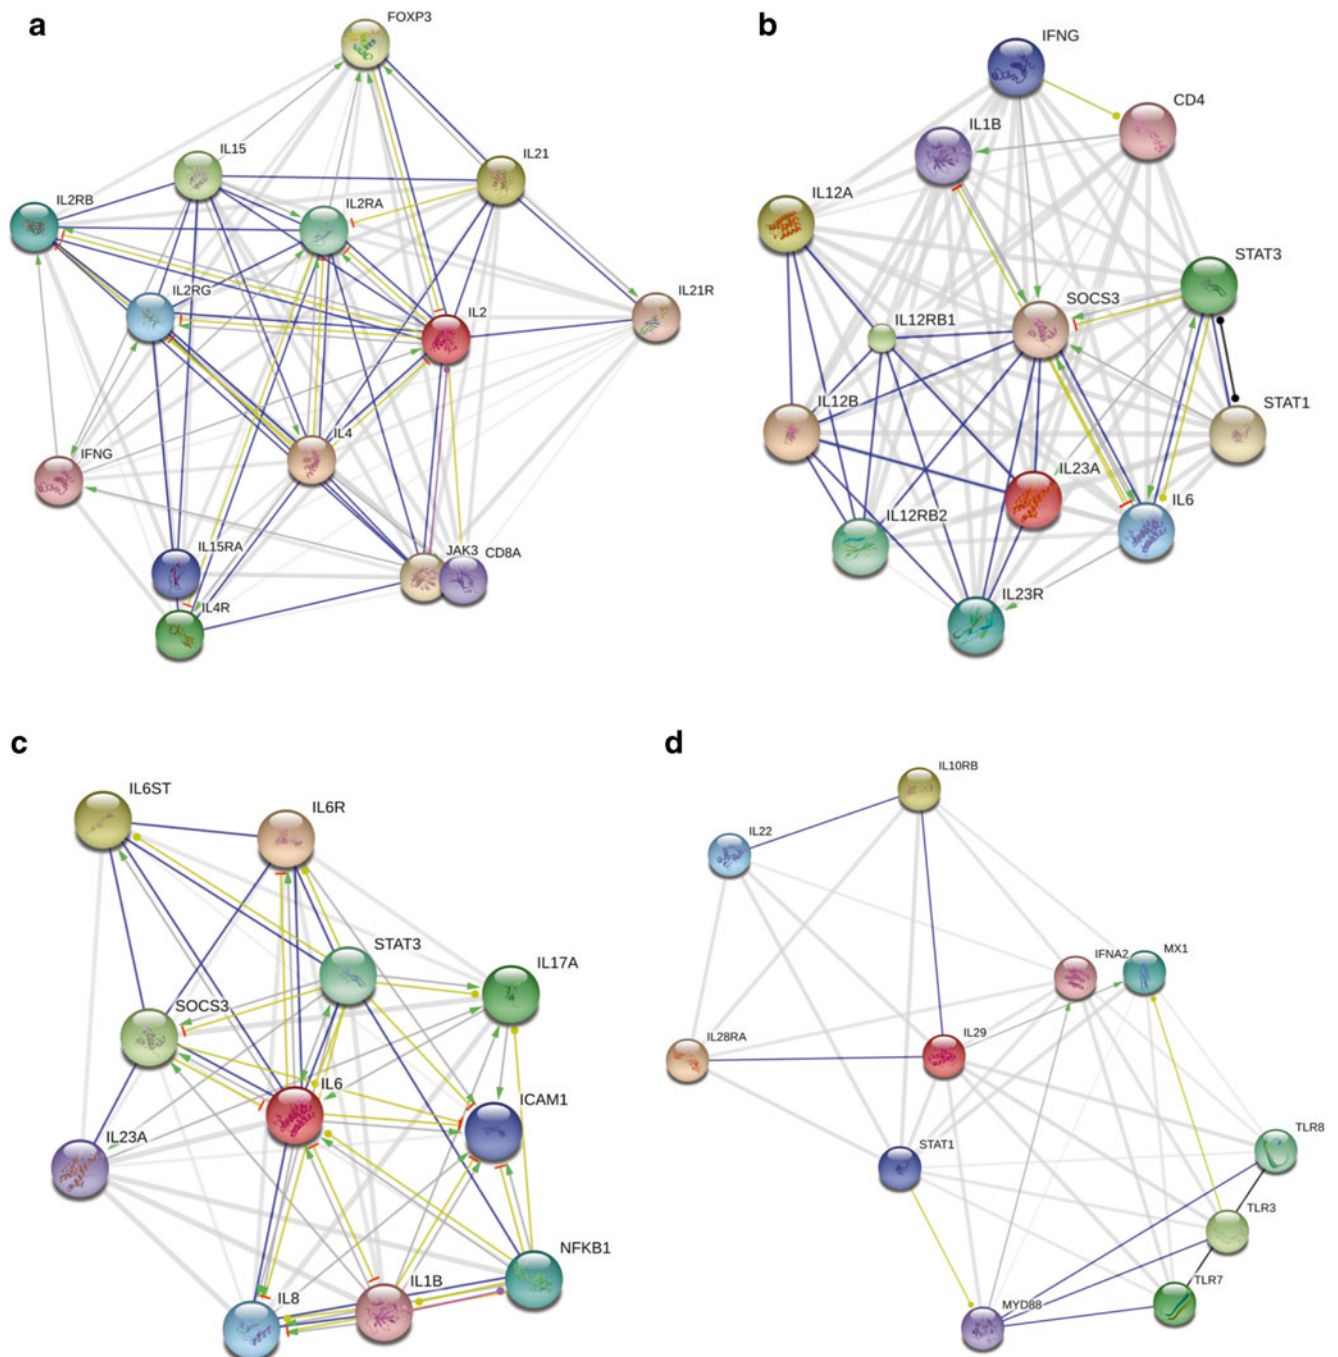 a
FOXP3
IL15
IL21
IL2RB
IL2RA
IL2RG
IL2
IL21R
IL4
IFNG
IL15RA
JAK3
CD8A
IL4R
b
IFNG
CD4
IL1B
IL12A
STAT3
SOCS3
IL12RB1
IL12B
STAT1
IL23A
IL6
IL12RB2
IL23R
c
IL6ST
IL6R
STAT3
IL17A
SOCS3
IL6
ICAM1
IL23A
NFKB1
IL1B
IL8
d
IL10RB
IL22
IFNA2
MX1
IL28RA
IL29
STAT1
TLR8
TLR3
TLR7
MYD88